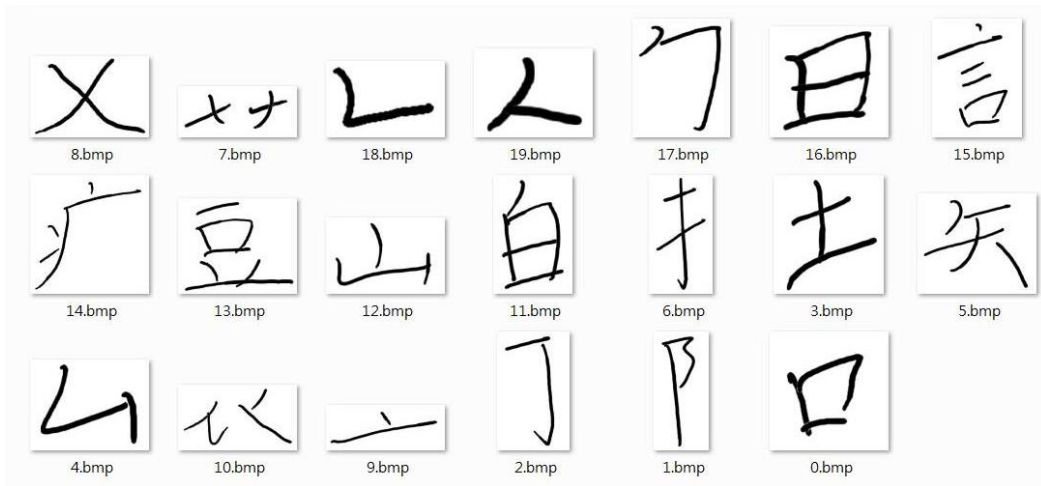 乂 艹 𠃊 人 𠂊 日 言
8.bmp 7.bmp 18.bmp 19.bmp 17.bmp 16.bmp 15.bmp
疒 豆 山 白 扌 土 矢
14.bmp 13.bmp 12.bmp 11.bmp 6.bmp 3.bmp 5.bmp
亠 丁 阝 口
4.bmp 10.bmp 9.bmp 2.bmp 1.bmp 0.bmp